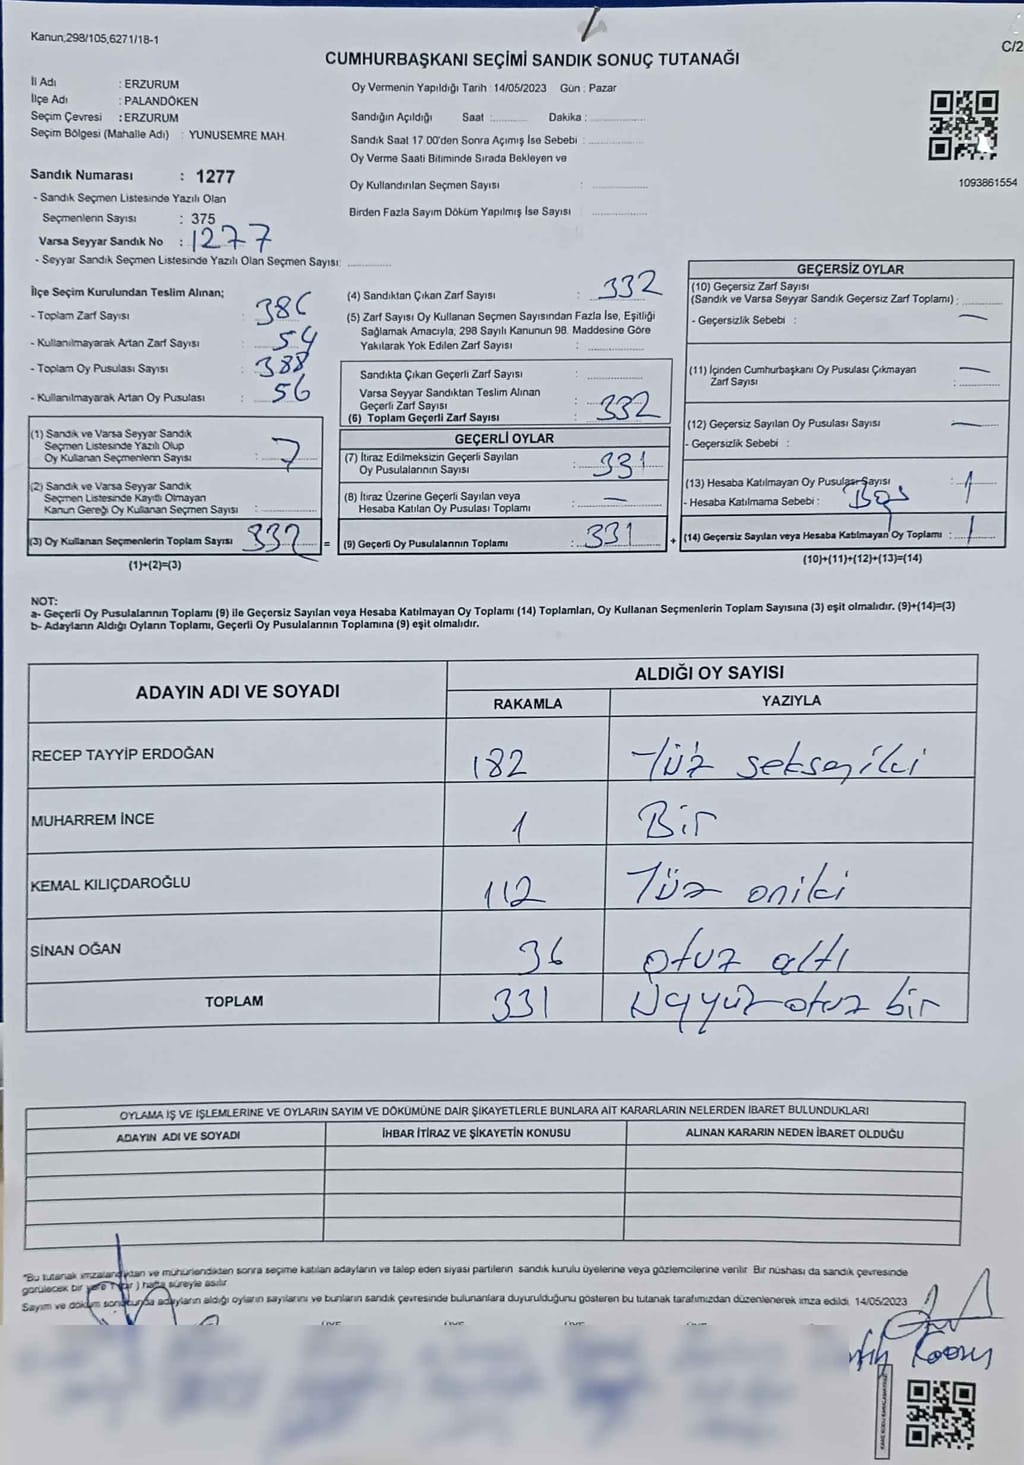 Kanun,298/105,6271/18-1
C/2
CUMHURBAŞKANI SEÇİMİ SANDIK SONUÇ TUTANAĞI
İl Adı : ERZURUM
İlçe Adı : PALANDÖKEN
Seçim Çevresi : ERZURUM
Seçim Bölgesi (Mahalle Adı) : YUNUSEMRE MAH.
Sandık Numarası : 1277
- Sandık Seçmen Listesinde Yazılı Olan
Seçmenlerin Sayısı : 375
Varsa Seyyar Sandık No : 1277
- Seyyar Sandık Seçmen Listesinde Yazılı Olan Seçmen Sayısı: ............
Oy Vermenin Yapıldığı Tarih : 14/05/2023 Gün : Pazar
Sandığın Açıldığı Saat :............ Dakika : ............
Sandık Saat 17.00'den Sonra Açımış İse Sebebi : ............
Oy Verme Saati Bitiminde Sırada Bekleyen ve
Oy Kullandırılan Seçmen Sayısı : ............
Birden Fazla Sayım Döküm Yapılmış İse Sayısı ............
1093861554
İlçe Seçim Kurulundan Teslim Alınan;
- Toplam Zarf Sayısı : 386
- Kullanılmayarak Artan Zarf Sayısı : 54
- Toplam Oy Pusulası Sayısı : 388
- Kullanılmayarak Artan Oy Pusulası : 56
(1) Sandık ve Varsa Seyyar Sandık
Seçmen Listesinde Yazılı Olup
Oy Kullanan Seçmenlerin Sayısı : 7
(2) Sandık ve Varsa Seyyar Sandık
Seçmen Listesinde Kayıtlı Olmayan
Kanun Gereği Oy Kullanan Seçmen Sayısı : ............
(3) Oy Kullanan Seçmenlerin Toplam Sayısı 332 =
(1)+(2)=(3)
(4) Sandıktan Çıkan Zarf Sayısı : 332
(5) Zarf Sayısı Oy Kullanan Seçmen Sayısından Fazla İse, Eşitliği
Sağlamak Amacıyla, 298 Sayılı Kanunun 98. Maddesine Göre
Yakılarak Yok Edilen Zarf Sayısı : ............
Sandıkta Çıkan Geçerli Zarf Sayısı : ............
Varsa Seyyar Sandıktan Teslim Alınan
Geçerli Zarf Sayısı : ............
(6) Toplam Geçerli Zarf Sayısı : 332
GEÇERLİ OYLAR
(7) İtiraz Edilmeksizin Geçerli Sayılan
Oy Pusulalarının Sayısı : 331
(8) İtiraz Üzerine Geçerli Sayılan veya
Hesaba Katılan Oy Pusulası Toplamı : —
(9) Geçerli Oy Pusulalarının Toplamı : 331 +
GEÇERSİZ OYLAR
(10) Geçersiz Zarf Sayısı
(Sandık ve Varsa Seyyar Sandık Geçersiz Zarf Toplamı) : ............
- Geçersizlik Sebebi : —
(11) İçinden Cumhurbaşkanı Oy Pusulası Çıkmayan
Zarf Sayısı : —
(12) Geçersiz Sayılan Oy Pusulası Sayısı : —
- Geçersizlik Sebebi :
(13) Hesaba Katılmayan Oy Pusulası Sayısı : 1
- Hesaba Katılmama Sebebi : Boş
(14) Geçersiz Sayılan veya Hesaba Katılmayan Oy Toplamı : 1
(10)+(11)+(12)+(13)=(14)
NOT:
a- Geçerli Oy Pusulalarının Toplamı (9) ile Geçersiz Sayılan veya Hesaba Katılmayan Oy Toplamı (14) Toplamları, Oy Kullanan Seçmenlerin Toplam Sayısına (3) eşit olmalıdır. (9)+(14)=(3)
b- Adayların Aldığı Oyların Toplamı, Geçerli Oy Pusulalarının Toplamına (9) eşit olmalıdır.
ADAYIN ADI VE SOYADI ALDIĞI OY SAYISI
RAKAMLA YAZIYLA
RECEP TAYYİP ERDOĞAN 182 Yüz seksen iki
MUHARREM İNCE 1 Bir
KEMAL KILIÇDAROĞLU 112 Yüz oniki
SİNAN OĞAN 36 otuz altı
TOPLAM 331 Üçyüz otuz bir
OYLAMA İŞ VE İŞLEMLERİNE VE OYLARIN SAYIM VE DÖKÜMÜNE DAİR ŞİKAYETLERLE BUNLARA AİT KARARLARIN NELERDEN İBARET BULUNDUKLARI
ADAYIN ADI VE SOYADI İHBAR İTİRAZ VE ŞİKAYETİN KONUSU ALINAN KARARIN NEDEN İBARET OLDUĞU
"Bu tutanak imzalandıktan ve mühürlendikten sonra seçime katılan adayların ve talep eden siyasi partilerin sandık kurulu üyelerine veya gözlemcilerine verilir. Bir nüshası da sandık çevresinde
görülecek bir yere 1 (bir ) hafta süreyle asılır.
Sayım ve döküm sonucunda adayların aldığı oyların sayılarını ve bunların sandık çevresinde bulunanlara duyurulduğunu gösteren bu tutanak tarafımızdan düzenlenerek imza edildi. 14/05/2023